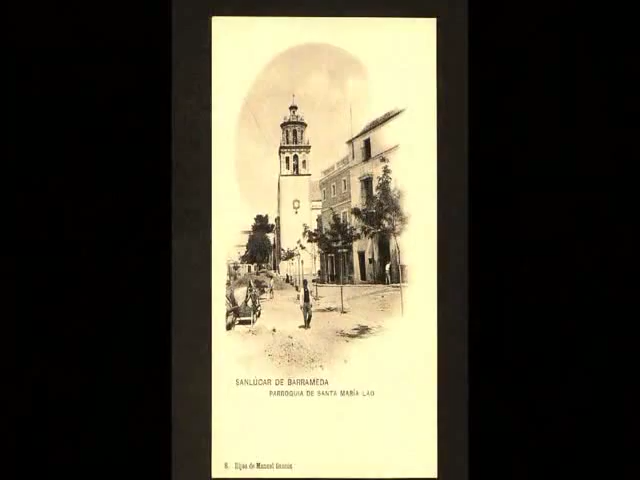 SANLÚCAR DE BARRAMEDA
PARROQUIA DE SANTA MARÍA LAO
6. Hijos de Manuel